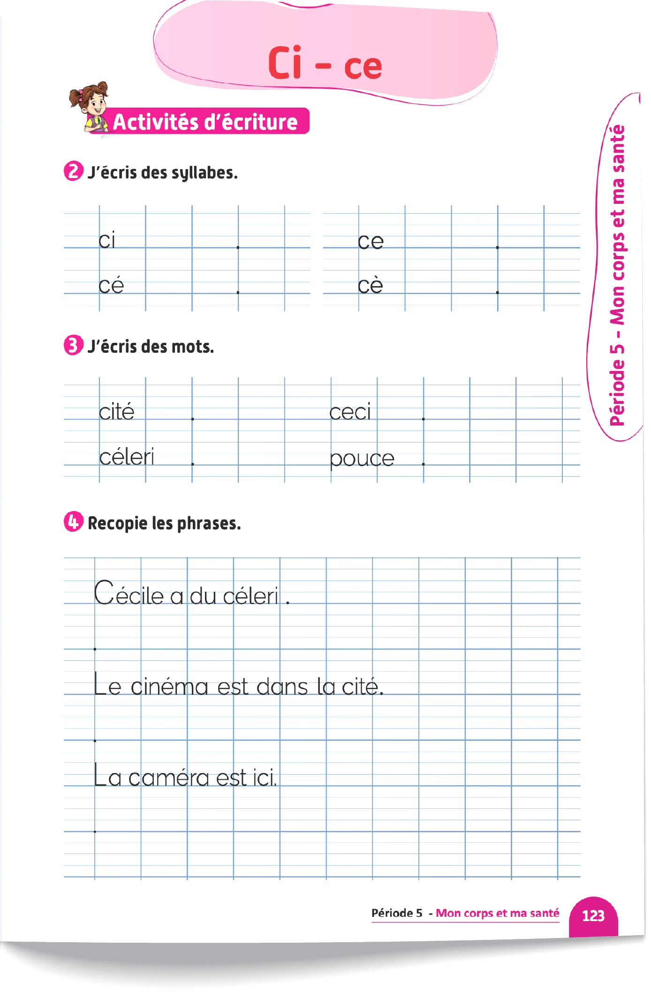 Ci - ce
Activités d'écriture
2 J'écris des syllabes.
ci ce
cé cè
3 J'écris des mots.
cité ceci
céleri pouce
4 Recopie les phrases.
Cécile a du céleri .
Le cinéma est dans la cité.
La caméra est ici.
Période 5 - Mon corps et ma santé
Période 5 - Mon corps et ma santé
123